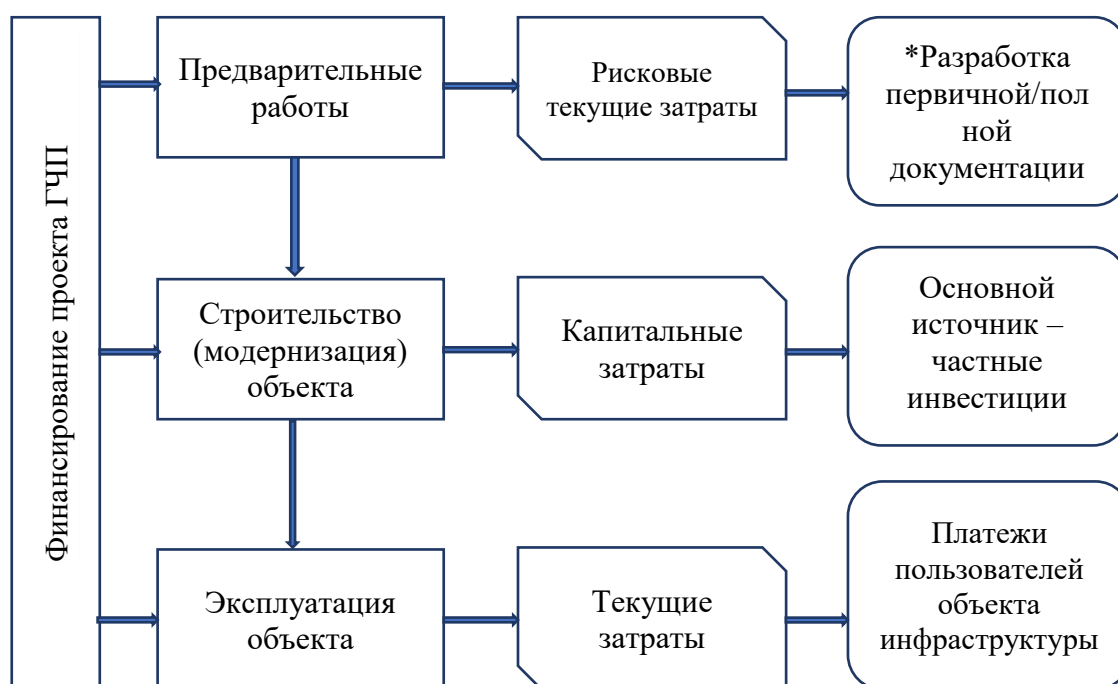 Финансирование проекта ГЧП
Предварительные
работы
Рисковые
текущие затраты
*Разработка
первичной/пол
ной
документации
Строительство
(модернизация)
объекта
Капитальные
затраты
Основной
источник –
частные
инвестиции
Эксплуатация
объекта
Текущие
затраты
Платежи
пользователей
объекта
инфраструктуры